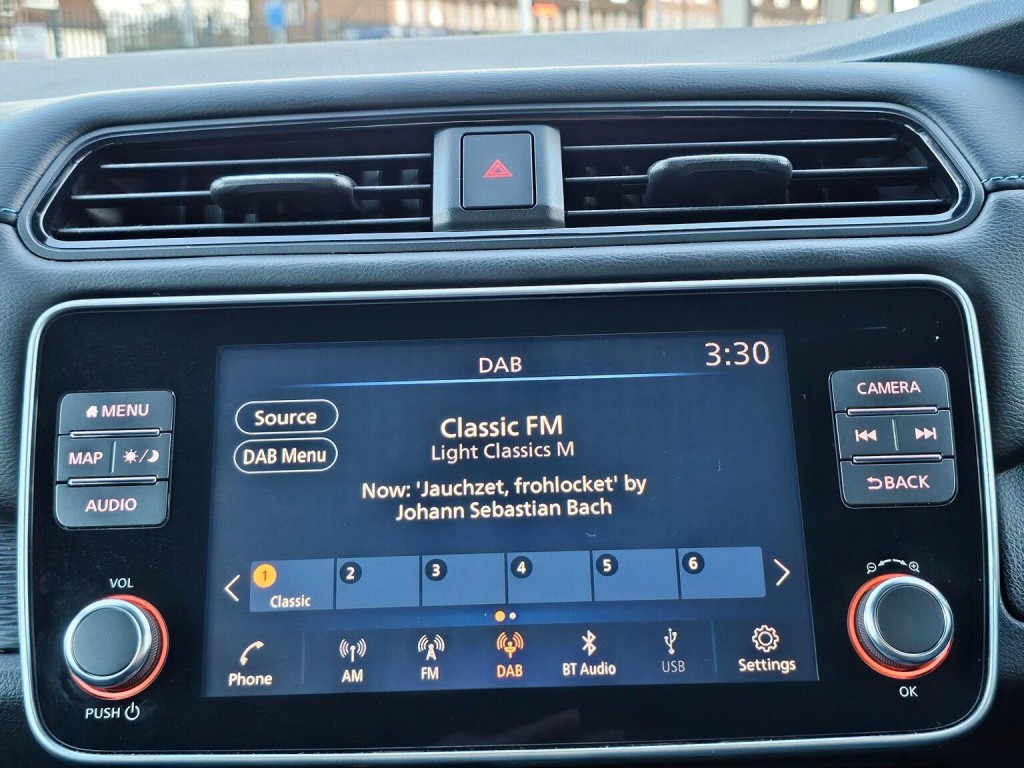 DAB
3:30
MENU
MAP
AUDIO
VOL
PUSH
Source
DAB Menu
Classic FM
Light Classics M
Now: 'Jauchzet, frohlocket' by
Johann Sebastian Bach
1
2
3
4
5
6
Classic
Phone
AM
FM
DAB
BT Audio
USB
Settings
CAMERA
BACK
OK